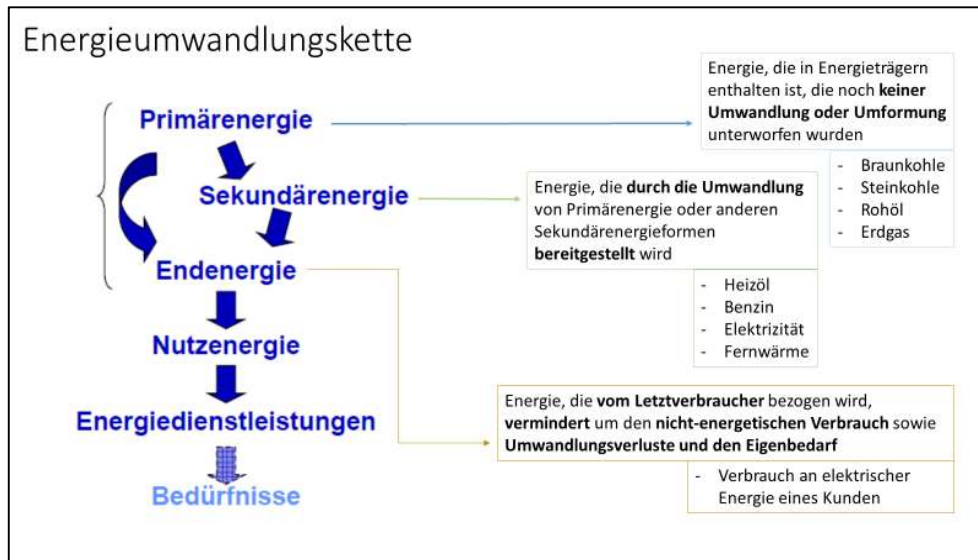 Energieumwandlungskette
Primärenergie
Sekundärenergie
Endenergie
Nutzenergie
Energiedienstleistungen
Bedürfnisse
Energie, die in Energieträgern
enthalten ist, die noch keiner
Umwandlung oder Umformung
unterworfen wurden
- Braunkohle
- Steinkohle
- Rohöl
- Erdgas
Energie, die durch die Umwandlung
von Primärenergie oder anderen
Sekundärenergieformen
bereitgestellt wird
- Heizöl
- Benzin
- Elektrizität
- Fernwärme
Energie, die vom Letztverbraucher bezogen wird,
vermindert um den nicht-energetischen Verbrauch sowie
Umwandlungsverluste und den Eigenbedarf
- Verbrauch an elektrischer
Energie eines Kunden